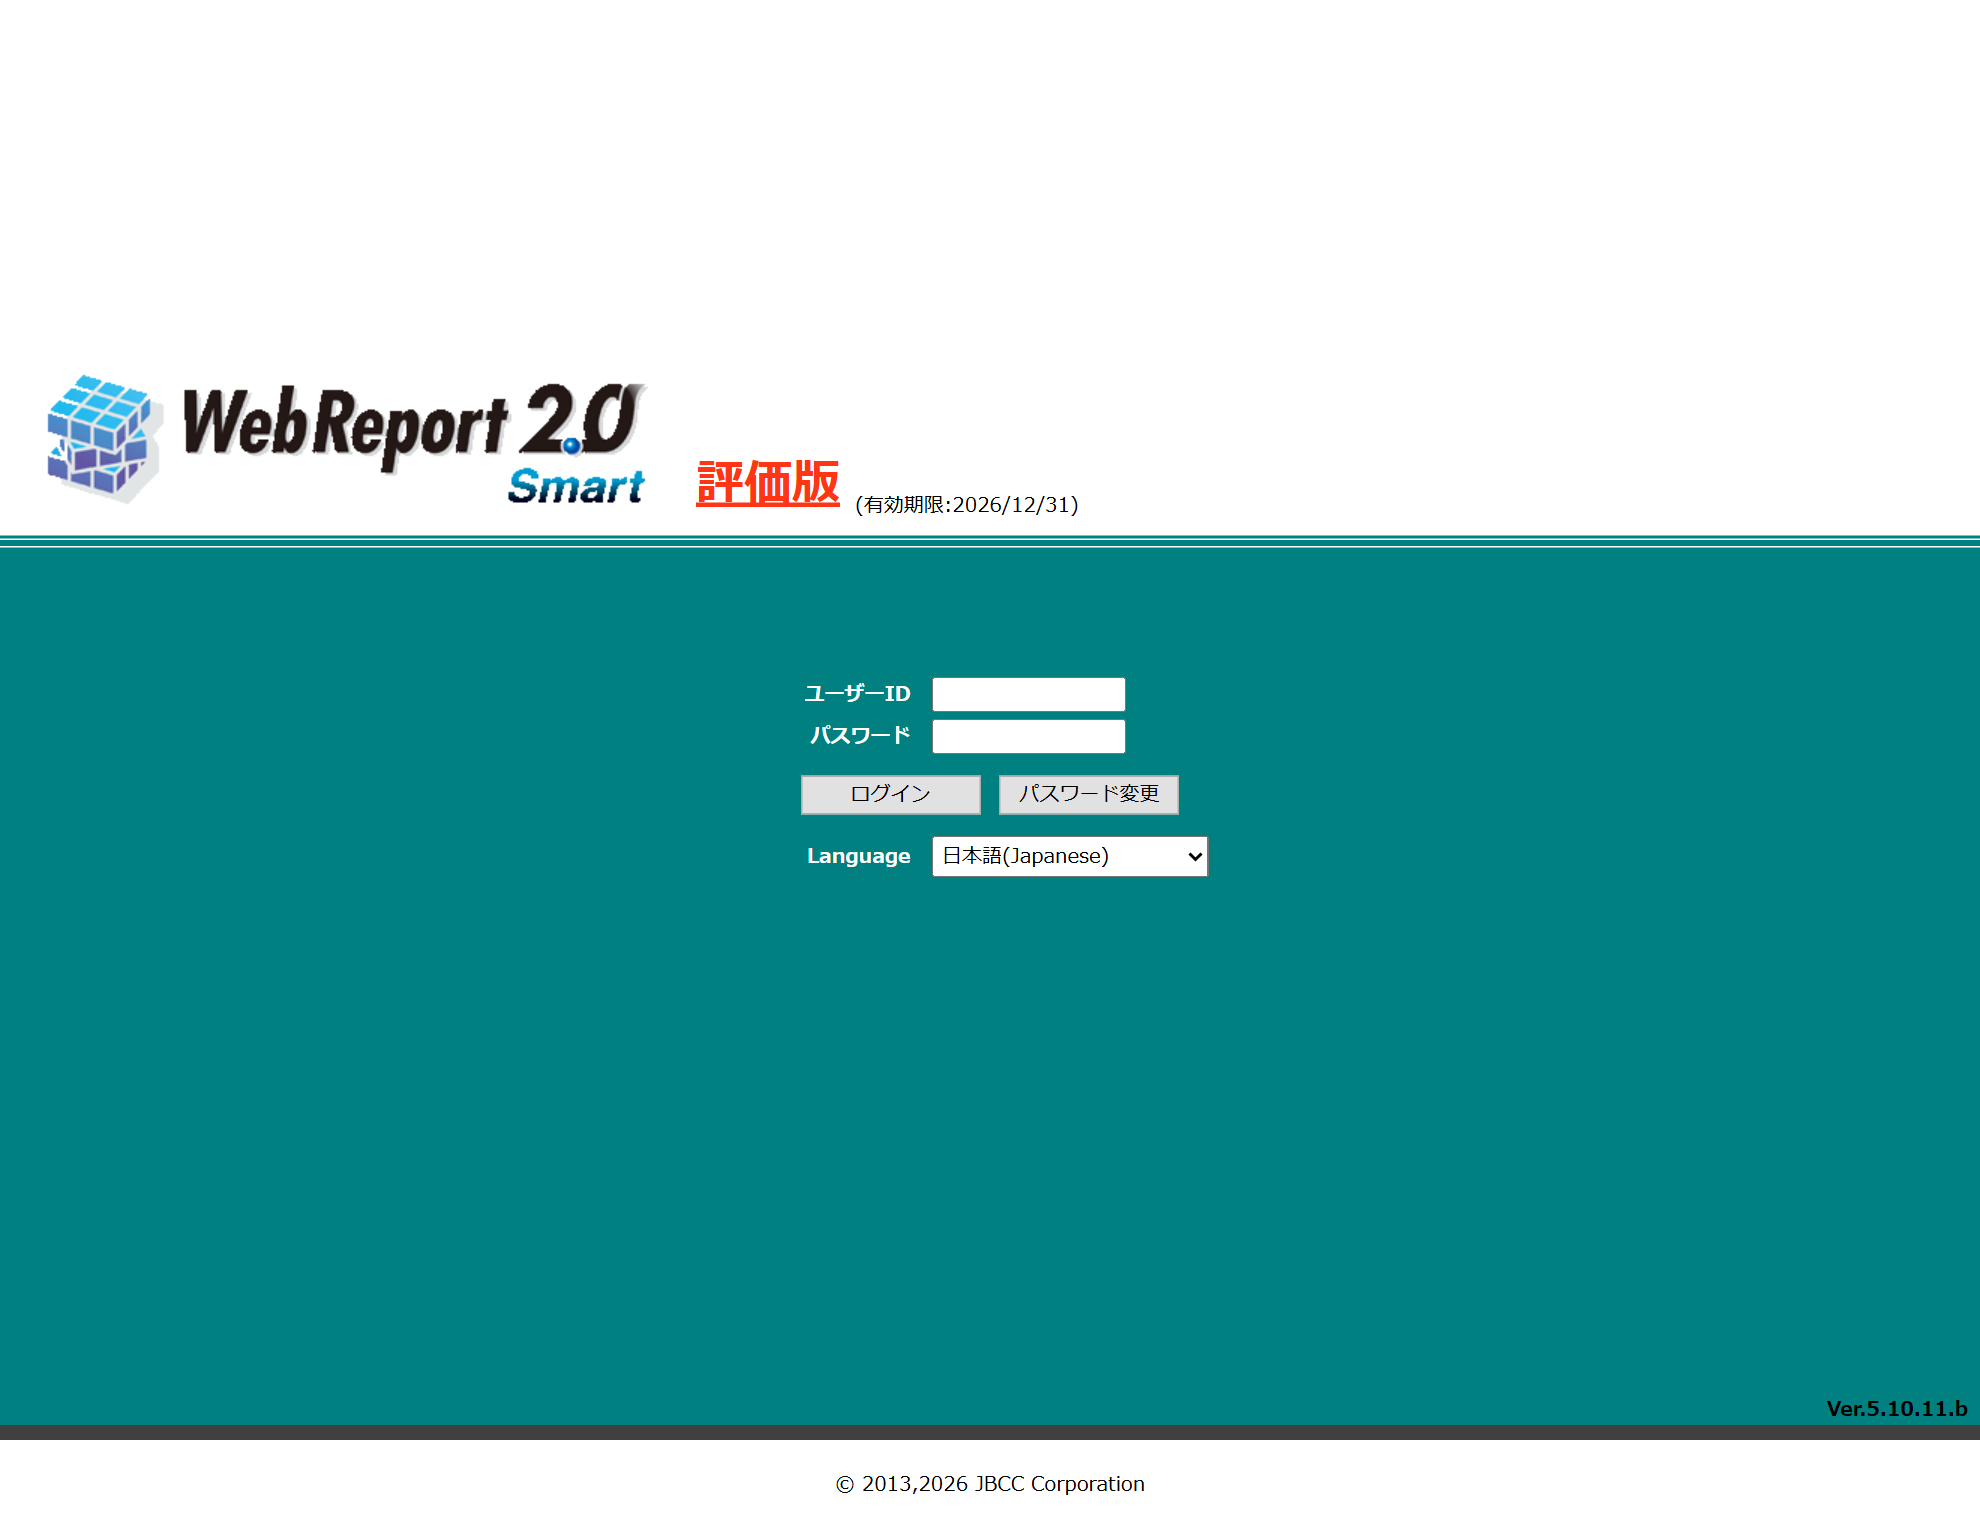 WebReport 2.0
Smart
評価版 (有効期限:2026/12/31)
ユーザーID
パスワード
ログイン パスワード変更
Language 日本語(Japanese)
Ver.5.10.11.b
© 2013,2026 JBCC Corporation